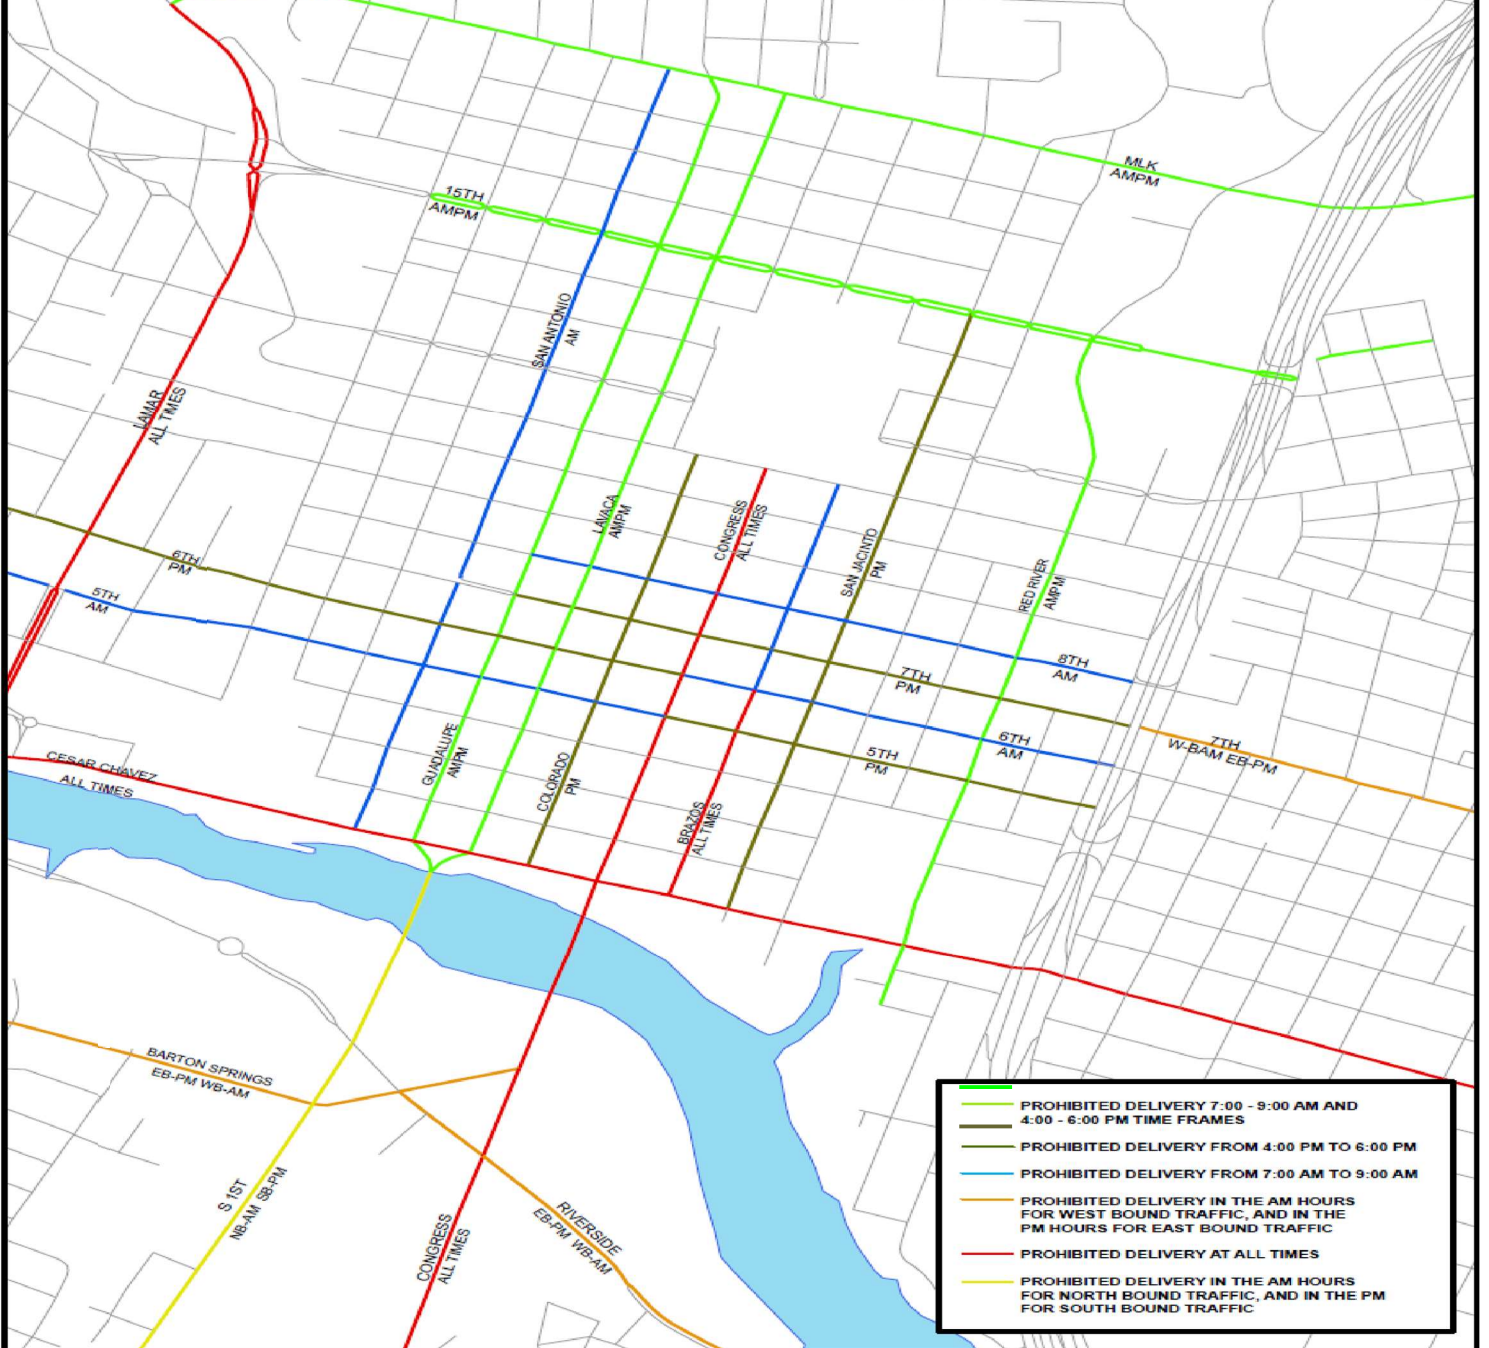 MLK
AMPM
15TH
AMPM
SAN ANTONIO
AM
LAMAR
ALL TIMES
LAVACA
AMPM
CONGRESS
ALL TIMES
SAN JACINTO
PM
RED RIVER
AMPM
6TH
PM
5TH
AM
8TH
AM
7TH
PM
6TH
AM
5TH
PM
7TH
W-BAM EB-PM
GUADALUPE
AMPM
COLORADO
PM
BRAZOS
ALL TIMES
CESAR CHAVEZ
ALL TIMES
BARTON SPRINGS
EB-PM WB-AM
S 1ST
NB-AM SB-PM
CONGRESS
ALL TIMES
RIVERSIDE
EB-PM WB-AM
PROHIBITED DELIVERY 7:00 - 9:00 AM AND
4:00 - 6:00 PM TIME FRAMES
PROHIBITED DELIVERY FROM 4:00 PM TO 6:00 PM
PROHIBITED DELIVERY FROM 7:00 AM TO 9:00 AM
PROHIBITED DELIVERY IN THE AM HOURS
FOR WEST BOUND TRAFFIC, AND IN THE
PM HOURS FOR EAST BOUND TRAFFIC
PROHIBITED DELIVERY AT ALL TIMES
PROHIBITED DELIVERY IN THE AM HOURS
FOR NORTH BOUND TRAFFIC, AND IN THE PM
FOR SOUTH BOUND TRAFFIC